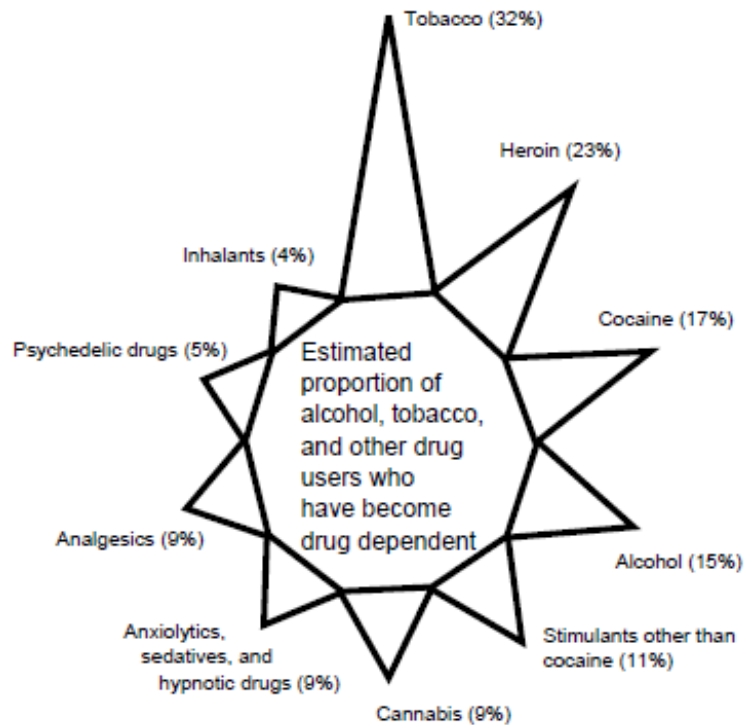 Tobacco (32%)
Heroin (23%)
Inhalants (4%)
Cocaine (17%)
Psychedelic drugs (5%)
Estimated
proportion of
alcohol, tobacco,
and other drug
users who
have become
drug dependent
Analgesics (9%)
Alcohol (15%)
Anxiolytics,
sedatives, and
hypnotic drugs (9%)
Stimulants other than
cocaine (11%)
Cannabis (9%)